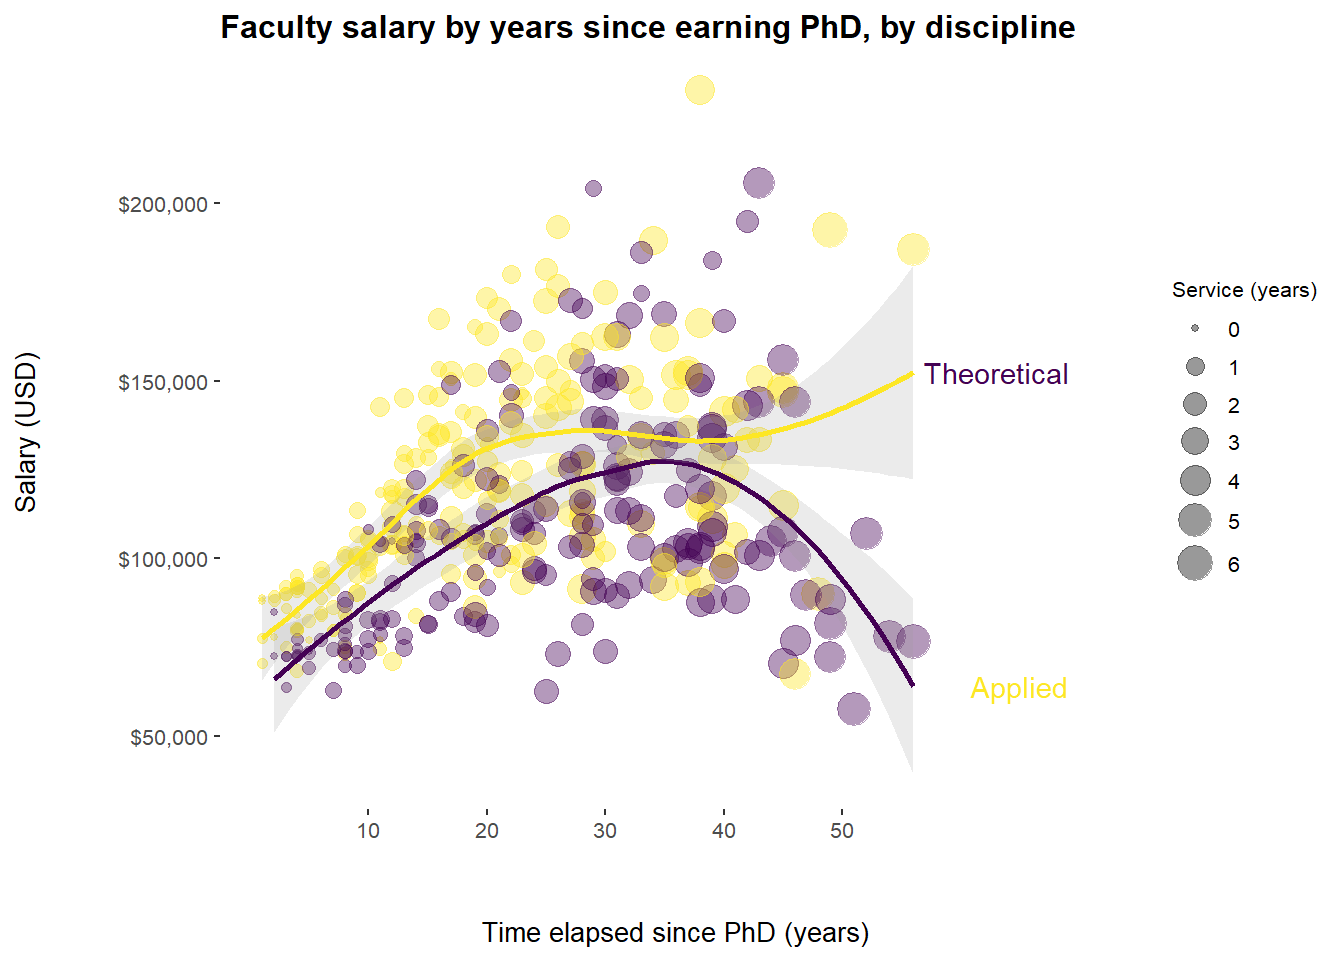 Faculty salary by years since earning PhD, by discipline
Salary (USD)
$200,000
$150,000
$100,000
$50,000
10 20 30 40 50
Time elapsed since PhD (years)
Theoretical
Applied
Service (years)
0
1
2
3
4
5
6